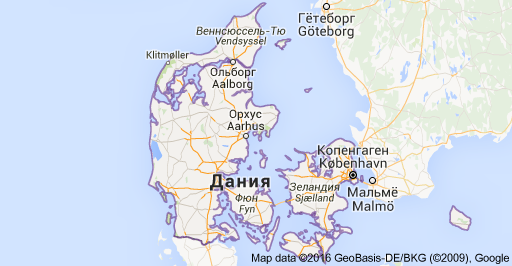 Гётеборг
Göteborg
Веннсюссель-Тю
Vendsyssel
Klitmøller
Ольборг
Aalborg
Орхус
Aarhus
Копенгаген
København
Дания
Зеландия
Sjælland
Фюн
Fyn
Мальмё
Malmö
Map data ©2016 GeoBasis-DE/BKG (©2009), Google